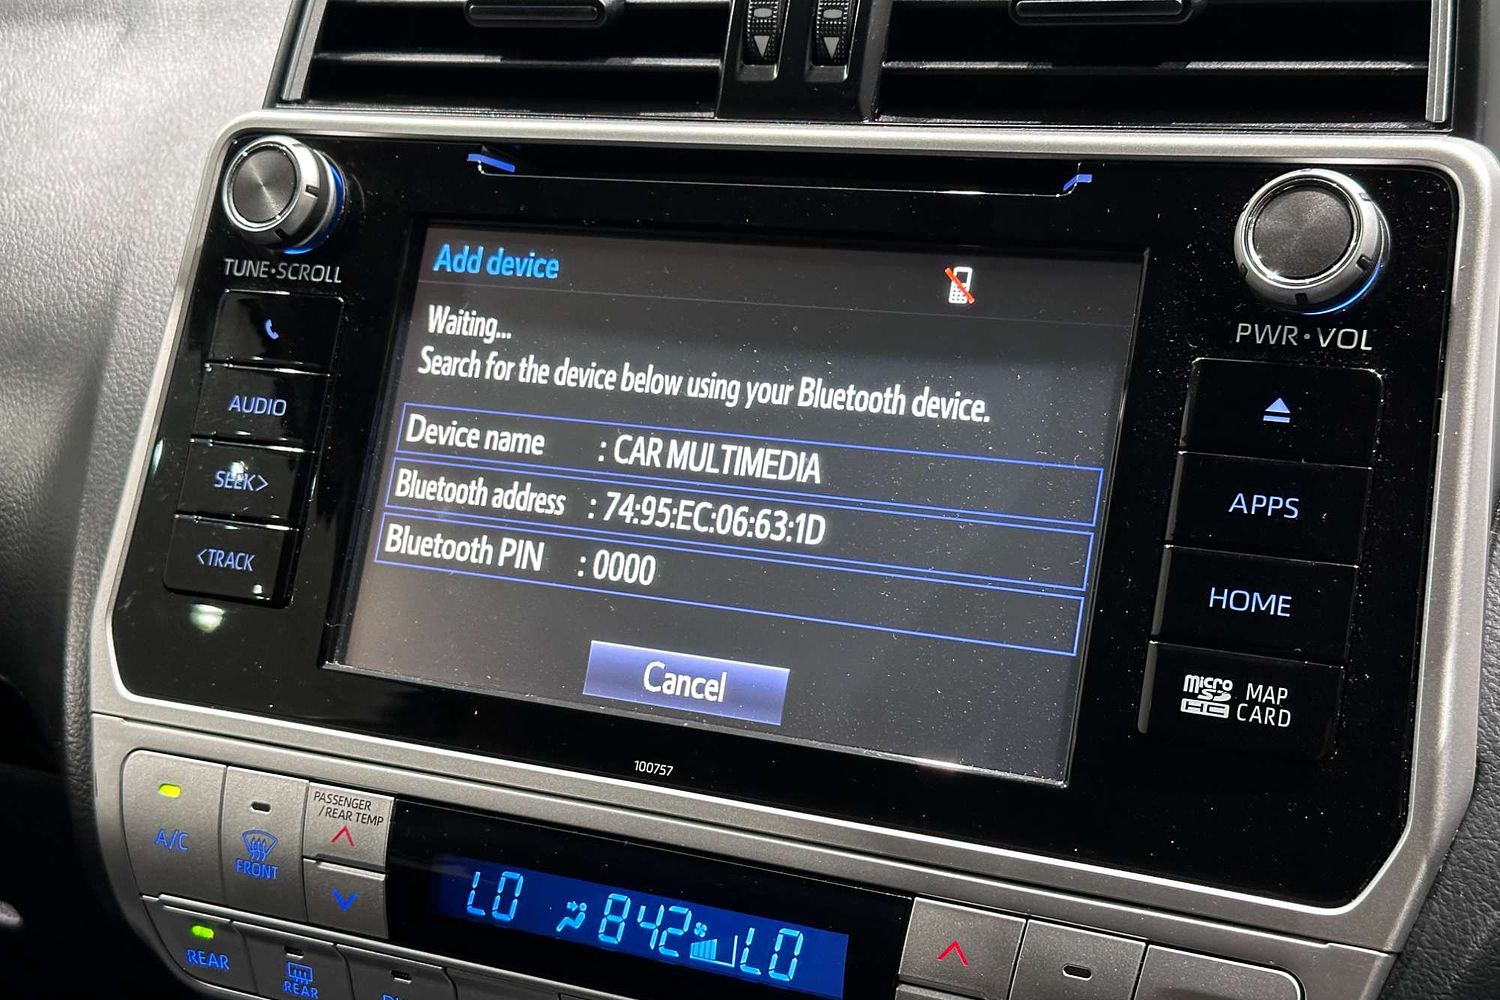 TUNE•SCROLL
AUDIO
SEEK>
<TRACK
Add device
Waiting...
Search for the device below using your Bluetooth device.
Device name : CAR MULTIMEDIA
Bluetooth address : 74:95:EC:06:63:1D
Bluetooth PIN : 0000
Cancel
100757
PWR•VOL
APPS
HOME
micro SD HC MAP CARD
A/C
FRONT
PASSENGER
/REAR TEMP
LO 8:42 LO
REAR
REAR